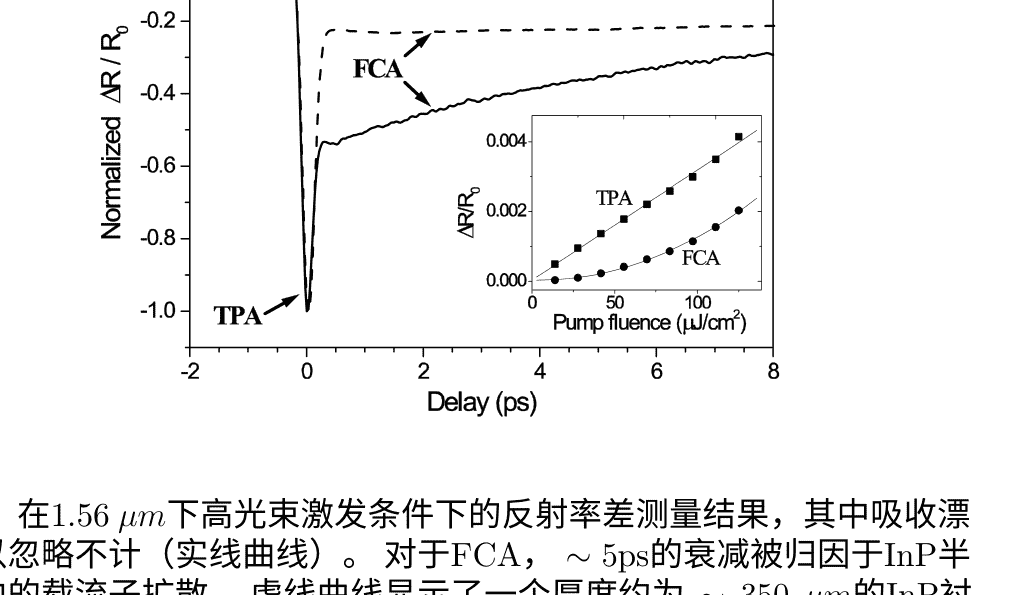 -0.2
-0.4
-0.6
-0.8
-1.0
Normalized ΔR / R₀
FCA
TPA
0.004
0.002
0.000
ΔR/R₀
TPA
FCA
0 50 100
Pump fluence (μJ/cm²)
-2 0 2 4 6 8
Delay (ps)
在1.56 μm下高光束激发条件下的反射率差测量结果，其中吸收漂
忽略不计（实线曲线）。 对于FCA， ∼ 5ps的衰减被归因于InP半
的载流子扩散。 虚线曲线显示了一个厚度约为 ∼ 350 μm的InP衬